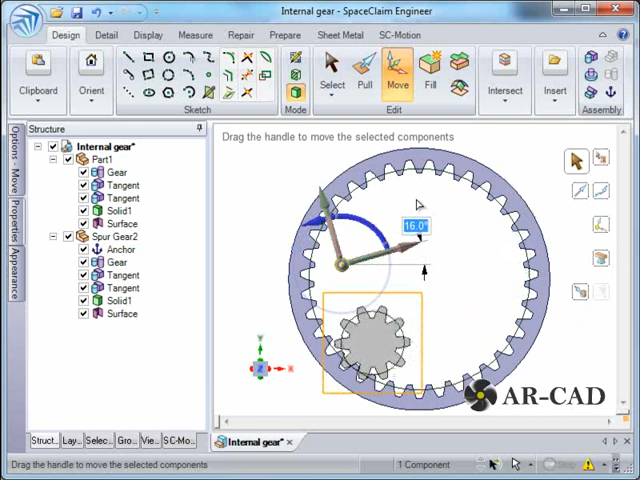 Internal gear - SpaceClaim Engineer
Design Detail Display Measure Repair Prepare Sheet Metal SC-Motion
Clipboard Orient Select Pull Move Fill Intersect Insert
Sketch Mode Edit Assembly
Structure
Options - Move
Properties
Appearance
Internal gear*
Part1
Gear
Tangent
Tangent
Solid1
Surface
Spur Gear2
Anchor
Gear
Tangent
Tangent
Solid1
Surface
Drag the handle to move the selected components
16.0°
Y
Z X
AR-CAD
Struct... Lay... Selec... Gro... Vie... SC-Mo...
Internal gear*
Drag the handle to move the selected components 1 Component Stop